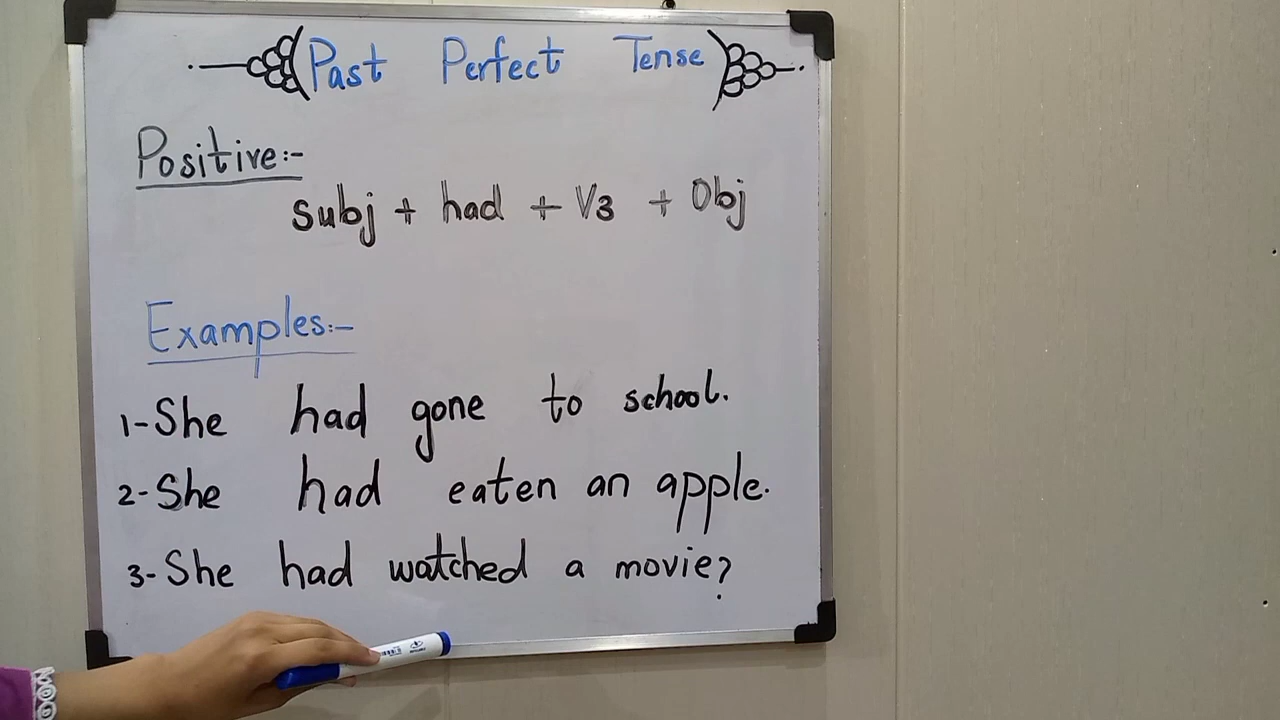 Past Perfect Tense
Positive:-
Subj + had + V3 + Obj
Examples:-
1-She had gone to school.
2-She had eaten an apple.
3-She had watched a movie?